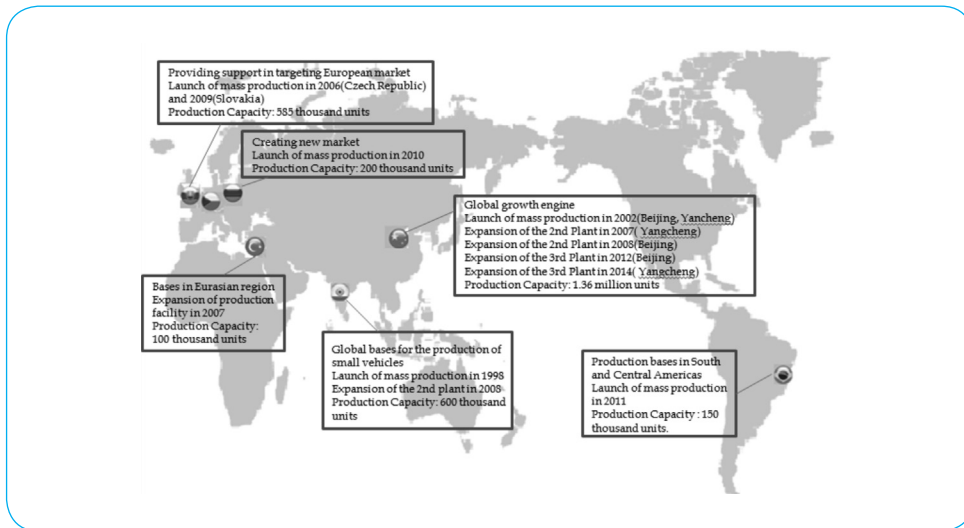 Providing support in targeting European market
Launch of mass production in 2006(Czech Republic)
and 2009(Slovakia)
Production Capacity: 585 thousand units
Creating new market
Launch of mass production in 2010
Production Capacity: 200 thousand units
Global growth engine
Launch of mass production in 2002(Beijing, Yancheng)
Expansion of the 2nd Plant in 2007( Yangcheng)
Expansion of the 2nd Plant in 2008(Beijing)
Expansion of the 3rd Plant in 2012(Beijing)
Expansion of the 3rd Plant in 2014( Yangcheng)
Production Capacity: 1.36 million units
Bases in Eurasian region
Expansion of production
facility in 2007
Production Capacity:
100 thousand units
Global bases for the production of
small vehicles
Launch of mass production in 1998
Expansion of the 2nd plant in 2008
Production Capacity: 600 thousand
units
Production bases in South
and Central Americas
Launch of mass production
in 2011
Production Capacity : 150
thousand units.